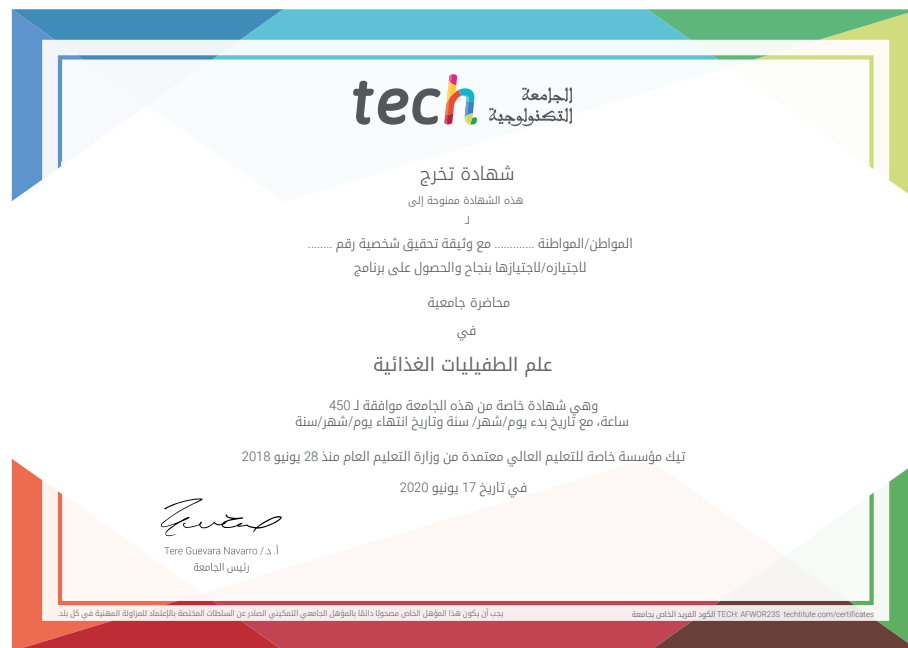 tech الجامعة
التكنولوجية
شهادة تخرج
هذه الشهادة ممنوحة إلى
لـ
المواطن/المواطنة ............ مع وثيقة تحقيق شخصية رقم ........
لاجتيازه/لاجتيازها بنجاح والحصول على برنامج
محاضرة جامعية
في
علم الطفيليات الغذائية
وهي شهادة خاصة من هذه الجامعة موافقة لـ 450
ساعة، مع تاريخ بدء يوم/شهر/ سنة وتاريخ انتهاء يوم/شهر/سنة
تيك مؤسسة خاصة للتعليم العالي معتمدة من وزارة التعليم العام منذ 28 يونيو 2018
في تاريخ 17 يونيو 2020
أ.د./ Tere Guevara Navarro
رئيس الجامعة
يجب أن يكون هذا المؤهل الخاص مصحوبًا دائمًا بالمؤهل الجامعي التمكيني الصادر عن السلطات المختصة بالإعتماد للمزاولة المهنية في كل بلد.
الكود الفريد الخاص بجامعة TECH: AFWOR23S techtitute.com/certificates